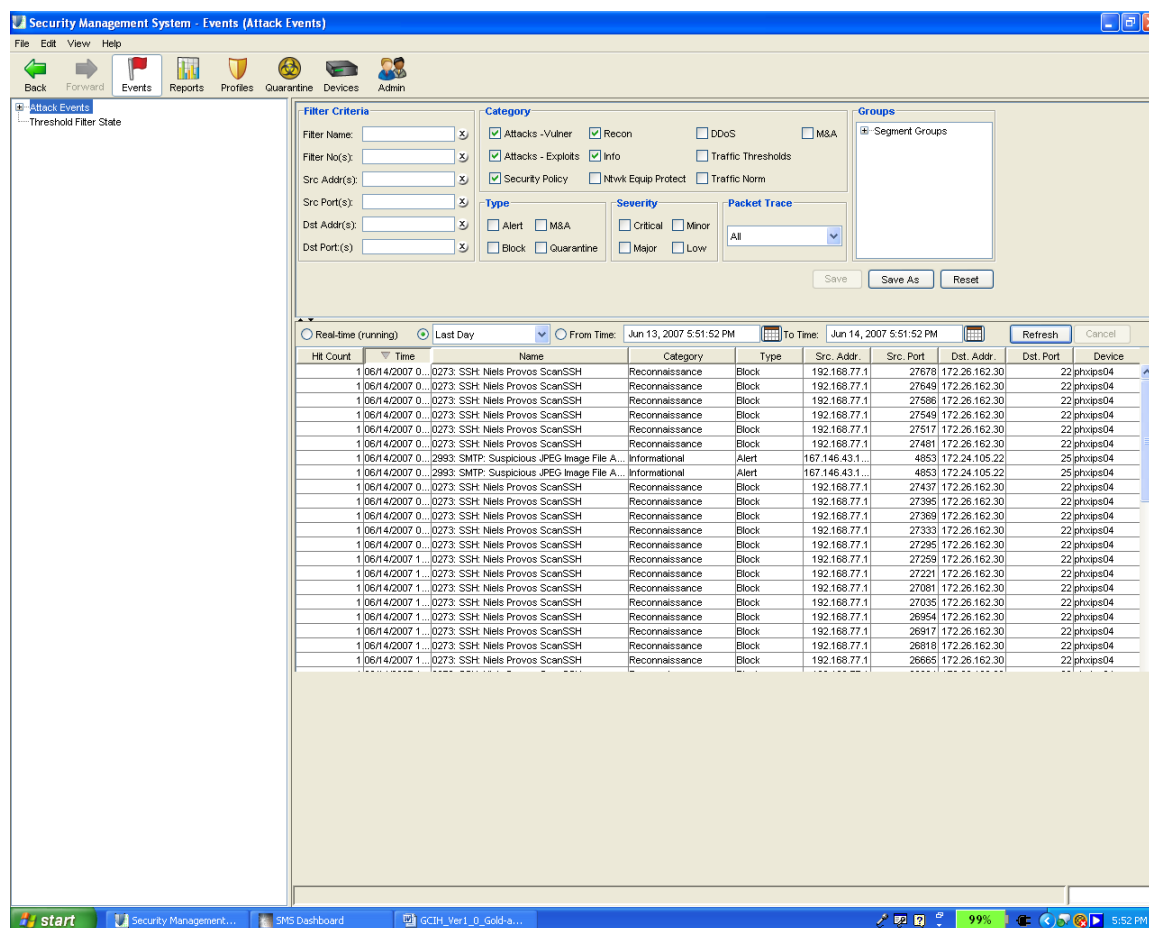 Security Management System - Events (Attack Events)
File Edit View Help
Back Forward Events Reports Profiles Quarantine Devices Admin
Attack Events
Threshold Filter State
Filter Criteria
Filter Name:
Filter No(s):
Src Addr(s):
Src Port(s):
Dst Addr(s):
Dst Port:(s)
Category
Attacks -Vulner Recon DDoS M&A
Attacks - Exploits Info Traffic Thresholds
Security Policy Ntwk Equip Protect Traffic Norm
Type
Alert M&A
Block Quarantine
Severity
Critical Minor
Major Low
Packet Trace
All
Groups
Segment Groups
Save Save As Reset
Real-time (running) Last Day From Time: Jun 13, 2007 5:51:52 PM To Time: Jun 14, 2007 5:51:52 PM Refresh Cancel
Hit Count Time Name Category Type Src. Addr. Src. Port Dst. Addr. Dst. Port Device
1 06/14/2007 0... 0273: SSH: Niels Provos ScanSSH Reconnaissance Block 192.168.77.1 27678 172.26.162.30 22 phxips04
1 06/14/2007 0... 0273: SSH: Niels Provos ScanSSH Reconnaissance Block 192.168.77.1 27649 172.26.162.30 22 phxips04
1 06/14/2007 0... 0273: SSH: Niels Provos ScanSSH Reconnaissance Block 192.168.77.1 27586 172.26.162.30 22 phxips04
1 06/14/2007 0... 0273: SSH: Niels Provos ScanSSH Reconnaissance Block 192.168.77.1 27549 172.26.162.30 22 phxips04
1 06/14/2007 0... 0273: SSH: Niels Provos ScanSSH Reconnaissance Block 192.168.77.1 27517 172.26.162.30 22 phxips04
1 06/14/2007 0... 0273: SSH: Niels Provos ScanSSH Reconnaissance Block 192.168.77.1 27481 172.26.162.30 22 phxips04
1 06/14/2007 0... 2993: SMTP: Suspicious JPEG Image File A... Informational Alert 167.146.43.1... 4853 172.24.105.22 25 phxips04
1 06/14/2007 0... 2993: SMTP: Suspicious JPEG Image File A... Informational Alert 167.146.43.1... 4853 172.24.105.22 25 phxips04
1 06/14/2007 0... 0273: SSH: Niels Provos ScanSSH Reconnaissance Block 192.168.77.1 27437 172.26.162.30 22 phxips04
1 06/14/2007 0... 0273: SSH: Niels Provos ScanSSH Reconnaissance Block 192.168.77.1 27395 172.26.162.30 22 phxips04
1 06/14/2007 0... 0273: SSH: Niels Provos ScanSSH Reconnaissance Block 192.168.77.1 27369 172.26.162.30 22 phxips04
1 06/14/2007 0... 0273: SSH: Niels Provos ScanSSH Reconnaissance Block 192.168.77.1 27333 172.26.162.30 22 phxips04
1 06/14/2007 0... 0273: SSH: Niels Provos ScanSSH Reconnaissance Block 192.168.77.1 27295 172.26.162.30 22 phxips04
1 06/14/2007 1... 0273: SSH: Niels Provos ScanSSH Reconnaissance Block 192.168.77.1 27259 172.26.162.30 22 phxips04
1 06/14/2007 1... 0273: SSH: Niels Provos ScanSSH Reconnaissance Block 192.168.77.1 27221 172.26.162.30 22 phxips04
1 06/14/2007 1... 0273: SSH: Niels Provos ScanSSH Reconnaissance Block 192.168.77.1 27081 172.26.162.30 22 phxips04
1 06/14/2007 1... 0273: SSH: Niels Provos ScanSSH Reconnaissance Block 192.168.77.1 27035 172.26.162.30 22 phxips04
1 06/14/2007 1... 0273: SSH: Niels Provos ScanSSH Reconnaissance Block 192.168.77.1 26954 172.26.162.30 22 phxips04
1 06/14/2007 1... 0273: SSH: Niels Provos ScanSSH Reconnaissance Block 192.168.77.1 26917 172.26.162.30 22 phxips04
1 06/14/2007 1... 0273: SSH: Niels Provos ScanSSH Reconnaissance Block 192.168.77.1 26818 172.26.162.30 22 phxips04
1 06/14/2007 1... 0273: SSH: Niels Provos ScanSSH Reconnaissance Block 192.168.77.1 26665 172.26.162.30 22 phxips04
start Security Management... SMS Dashboard GCIH_Ver1_0_Gold-a... 99% 5:52 PM